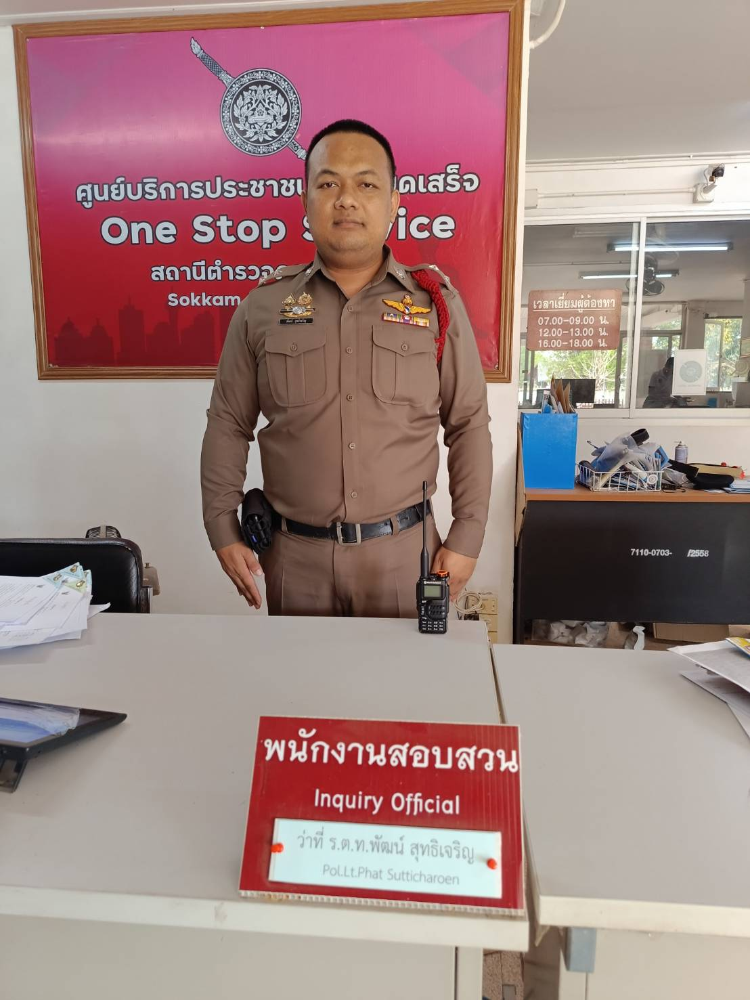 ศูนย์บริการประชาชน
ดเสร็จ
One Stop
vice
สถานีตำรวจ
Sokkam
เวลาเยี่ยมผู้ต้องหา
07.00-09.00 น.
12.00-13.00 น.
16.00-18.00 น.
7110-0703- /2558
MOTOROLA
พนักงานสอบสวน
Inquiry Official
ว่าที่ ร.ต.ท.พัฒน์ สุทธิเจริญ
Pol.Lt.Phat Sutticharoen